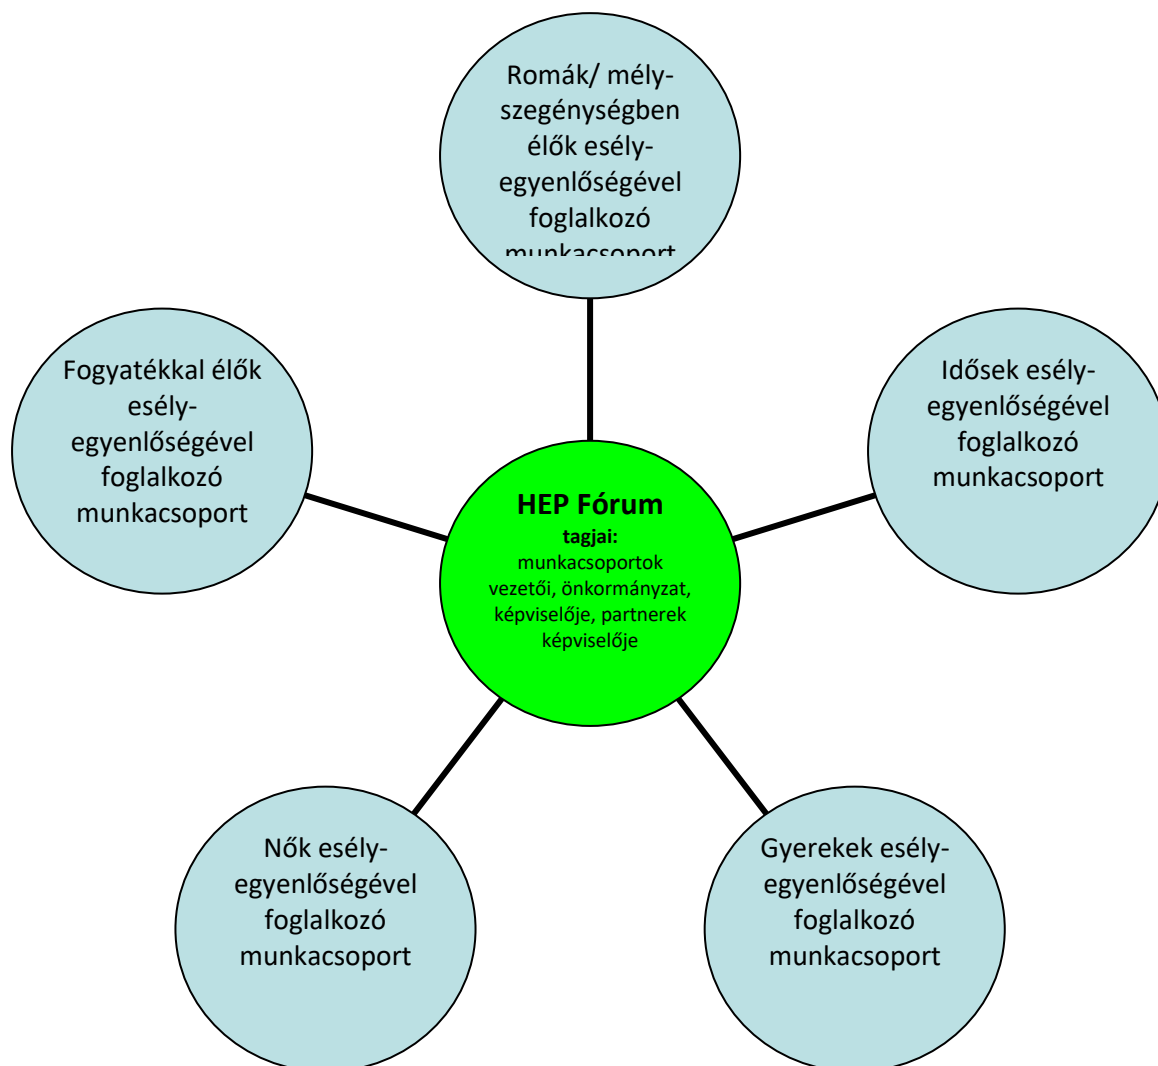 Romák/ mély-
szegénységben
élők esély-
egyenlőségével
foglalkozó
munkacsoport
Fogyatékkal élők
esély-
egyenlőségével
foglalkozó
munkacsoport
Idősek esély-
egyenlőségével
foglalkozó
munkacsoport
HEP Fórum
tagjai:
munkacsoportok
vezetői, önkormányzat,
képviselője, partnerek
képviselője
Nők esély-
egyenlőségével
foglalkozó
munkacsoport
Gyerekek esély-
egyenlőségével
foglalkozó
munkacsoport